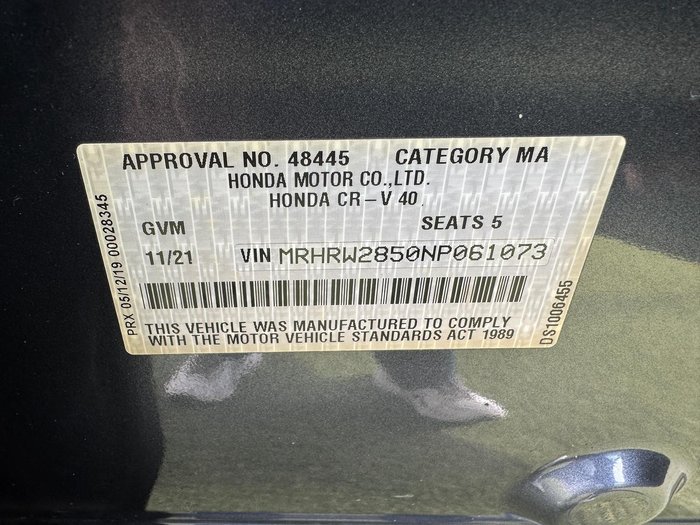 APPROVAL NO. 48445 CATEGORY MA
HONDA MOTOR CO.,LTD.
HONDA CR-V 40
GVM SEATS 5
11/21 VIN MRHRW2850NP061073
THIS VEHICLE WAS MANUFACTURED TO COMPLY
WITH THE MOTOR VEHICLE STANDARDS ACT 1989
PRX 05/12/19 00028345
DS1006455